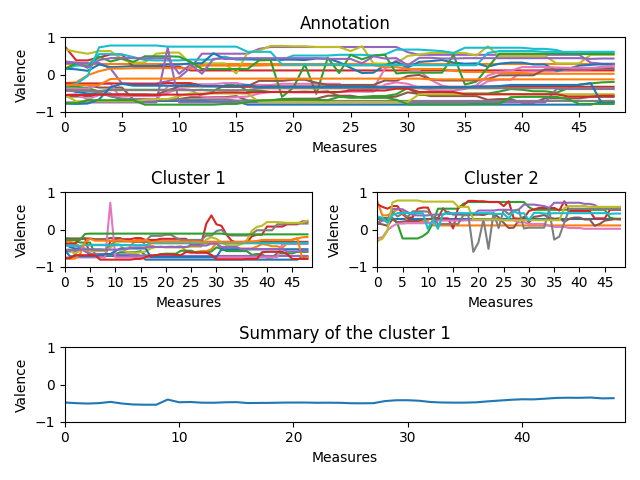 Annotation
Valence
1
0
−1
0 5 10 15 20 25 30 35 40 45
Measures
Cluster 1
Valence
1
0
−1
0 5 10 15 20 25 30 35 40 45
Measures
Cluster 2
Valence
1
0
−1
0 5 10 15 20 25 30 35 40 45
Measures
Summary of the cluster 1
Valence
1
0
−1
0 10 20 30 40
Measures